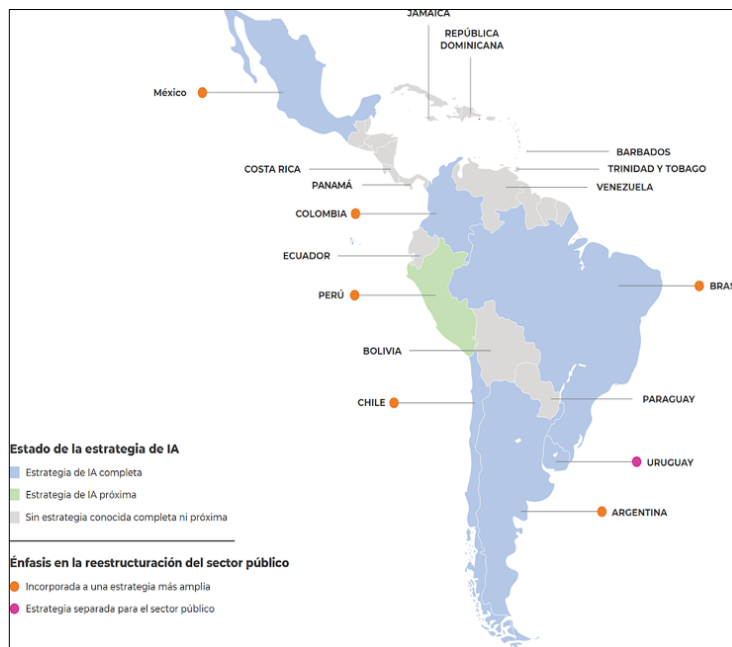 JAMAICA
REPÚBLICA
DOMINICANA
México
BARBADOS
COSTA RICA
TRINIDAD Y TOBAGO
PANAMÁ
VENEZUELA
COLOMBIA
ECUADOR
BRAS
PERÚ
BOLIVIA
PARAGUAY
CHILE
Estado de la estrategia de IA
URUGUAY
Estrategia de IA completa
Estrategia de IA próxima
ARGENTINA
Sin estrategia conocida completa ni próxima
Énfasis en la reestructuración del sector público
Incorporada a una estrategia más amplia
Estrategia separada para el sector público